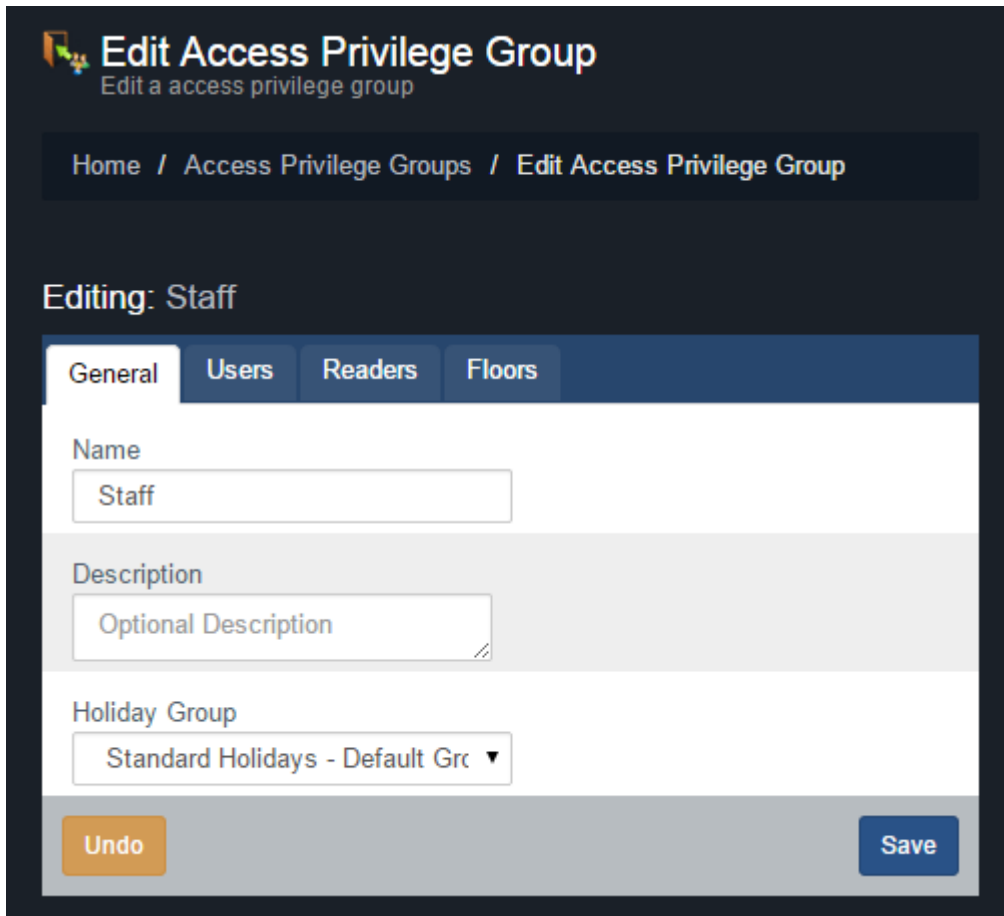 Edit Access Privilege Group
Edit a access privilege group
Home / Access Privilege Groups / Edit Access Privilege Group
Editing: Staff
General Users Readers Floors
Name
Staff
Description
Optional Description
Holiday Group
Standard Holidays - Default Grc
Undo Save